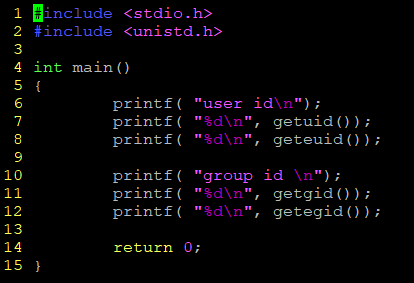 1 #include <stdio.h>
2 #include <unistd.h>
3
4 int main()
5 {
6         printf( "user id\n");
7         printf( "%d\n", getuid());
8         printf( "%d\n", geteuid());
9
10         printf( "group id \n");
11         printf( "%d\n", getgid());
12         printf( "%d\n", getegid());
13
14         return 0;
15 }